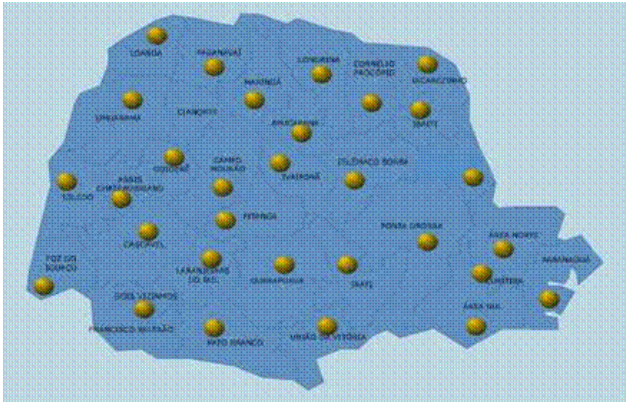 LOANDA
PARANAVAÍ
LONDRINA
CORNÉLIO
PROCÓPIO
JACAREZINHO
MARINGÁ
UMUARAMA
CIANORTE
APUCARANA
IBAITI
GOIOERÊ
CAMPO
MOURÃO
IVAIPORÃ
TELÊMACO BORBA
ASSIS
CHATEAUBRIAND
TOLEDO
PITANGA
CASCAVEL
PONTA GROSSA
ÁREA NORTE
PARANAGUÁ
FOZ DO
IGUAÇU
LARANJEIRAS
DO SUL
GUARAPUAVA
IRATI
CURITIBA
DOIS VIZINHOS
ÁREA SUL
FRANCISCO BELTRÃO
PATO BRANCO
UNIÃO DA VITÓRIA